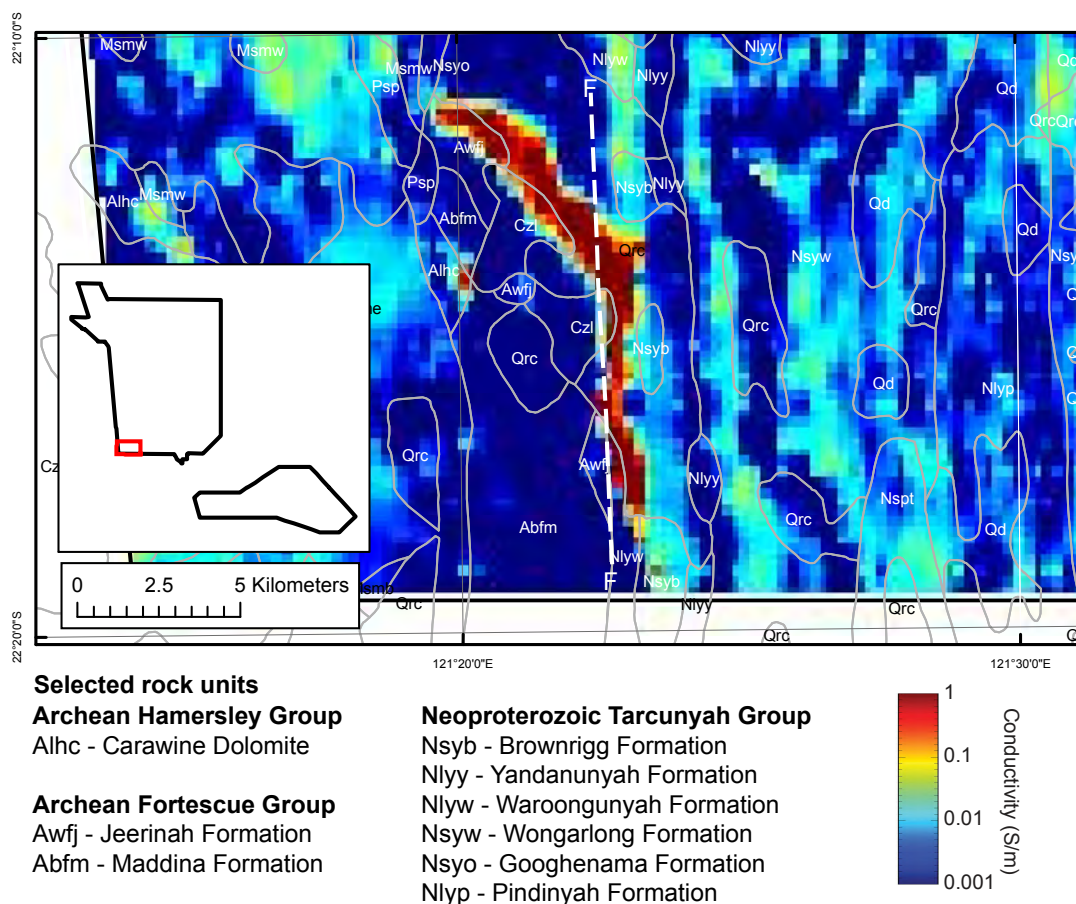 22°10'0"S
Msmw
Msmw
Msmw
Nsyo
Psp
Nlyw
Nlyy
Nlyy
Qd
Qrc
F
Awfj
Alhc
Msmw
Psp
Abfm
Czl
Nsyb
Nlyy
Qd
Qd
Qrc
Nsyw
Alhc
Awfj
Czl
Qrc
Nsyb
Qrc
Qrc
Qd
Nlyp
Qrc
Awfj
Nlyy
Nspt
Qrc
Qd
Abfm
Nlyw
F
Nsyb
0 2.5 5 Kilometers
Qrc
Nlyy
Qrc
Qrc
22°20'0"S
121°20'0"E
121°30'0"E
Selected rock units
Archean Hamersley Group
Alhc - Carawine Dolomite
Archean Fortescue Group
Awfj - Jeerinah Formation
Abfm - Maddina Formation
Neoproterozoic Tarcunyah Group
Nsyb - Brownrigg Formation
Nlyy - Yandanunyah Formation
Nlyw - Waroongunyah Formation
Nsyw - Wongarlong Formation
Nsyo - Googhenama Formation
Nlyp - Pindinyah Formation
1
0.1
0.01
0.001
Conductivity (S/m)